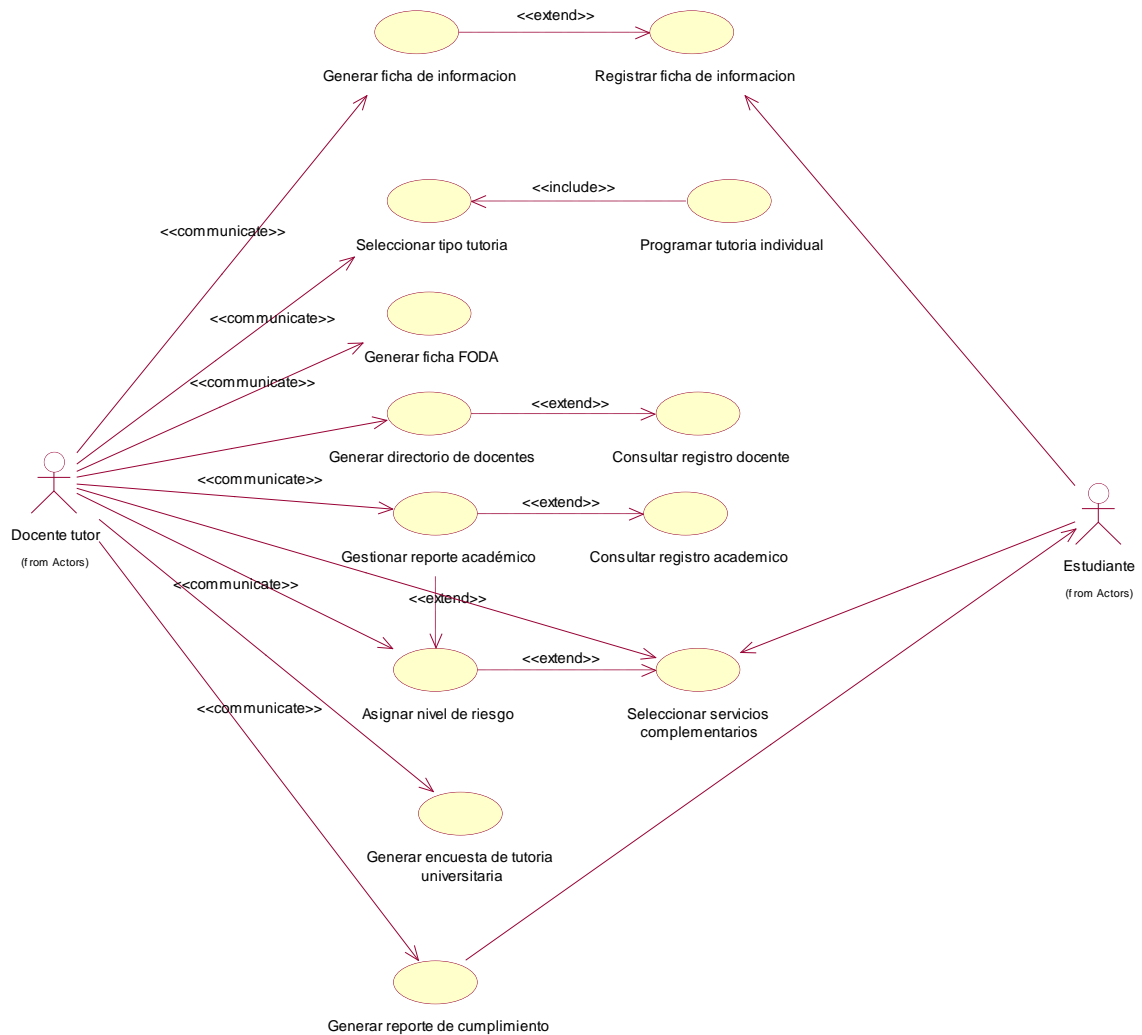 <<extend>>
Generar ficha de informacion
Registrar ficha de informacion
<<include>>
<<communicate>>
Seleccionar tipo tutoria
Programar tutoria individual
<<communicate>>
Generar ficha FODA
<<communicate>>
<<extend>>
Generar directorio de docentes
Consultar registro docente
<<communicate>>
<<extend>>
Docente tutor
(from Actors)
Gestionar reporte académico
Consultar registro academico
Estudiante
(from Actors)
<<communicate>>
<<extend>>
<<extend>>
Asignar nivel de riesgo
Seleccionar servicios
complementarios
<<communicate>>
Generar encuesta de tutoria
universitaria
Generar reporte de cumplimiento